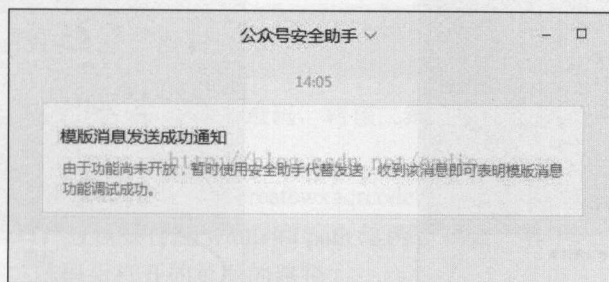 公众号安全助手
14:05
模版消息发送成功通知
由于功能尚未开放，暂时使用安全助手代替发送，收到该消息即可表明模版消息
功能调试成功。